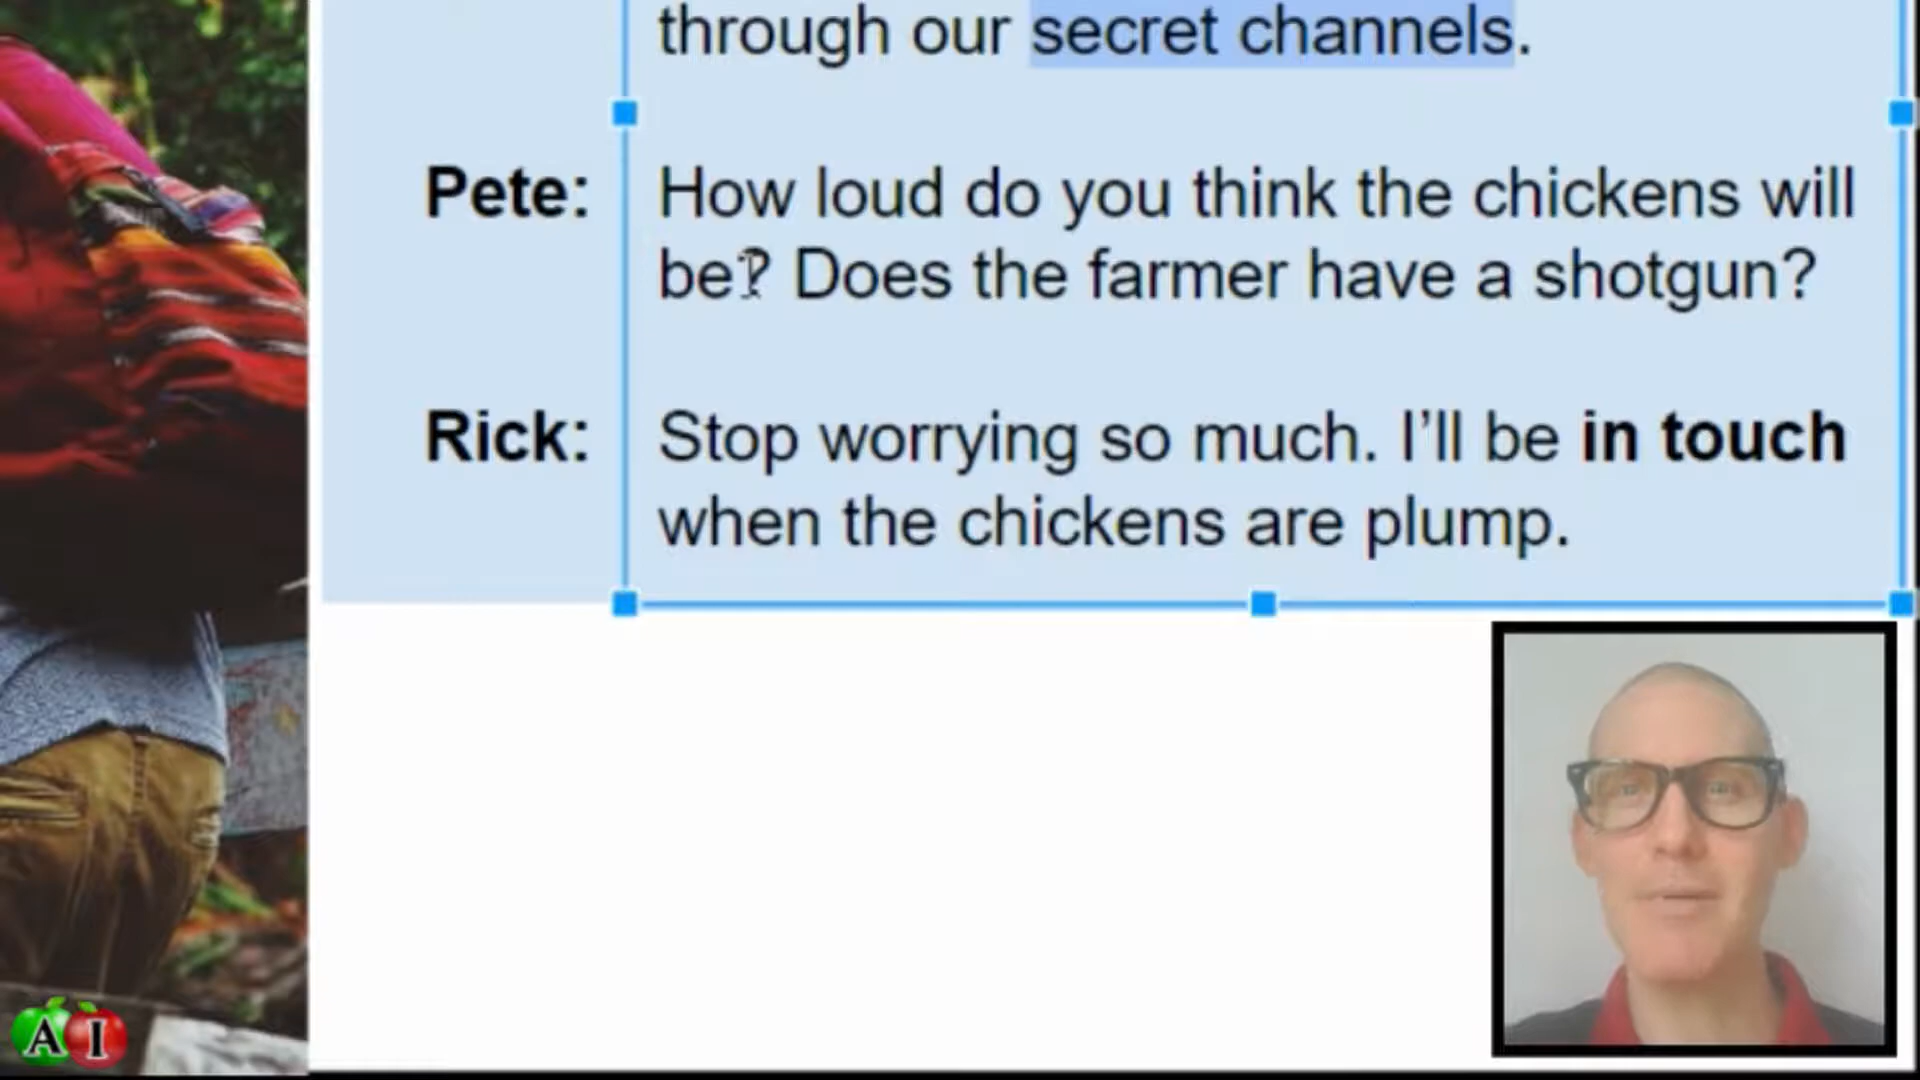 through our secret channels.
Pete: How loud do you think the chickens will
be? Does the farmer have a shotgun?
Rick: Stop worrying so much. I'll be in touch
when the chickens are plump.
A I